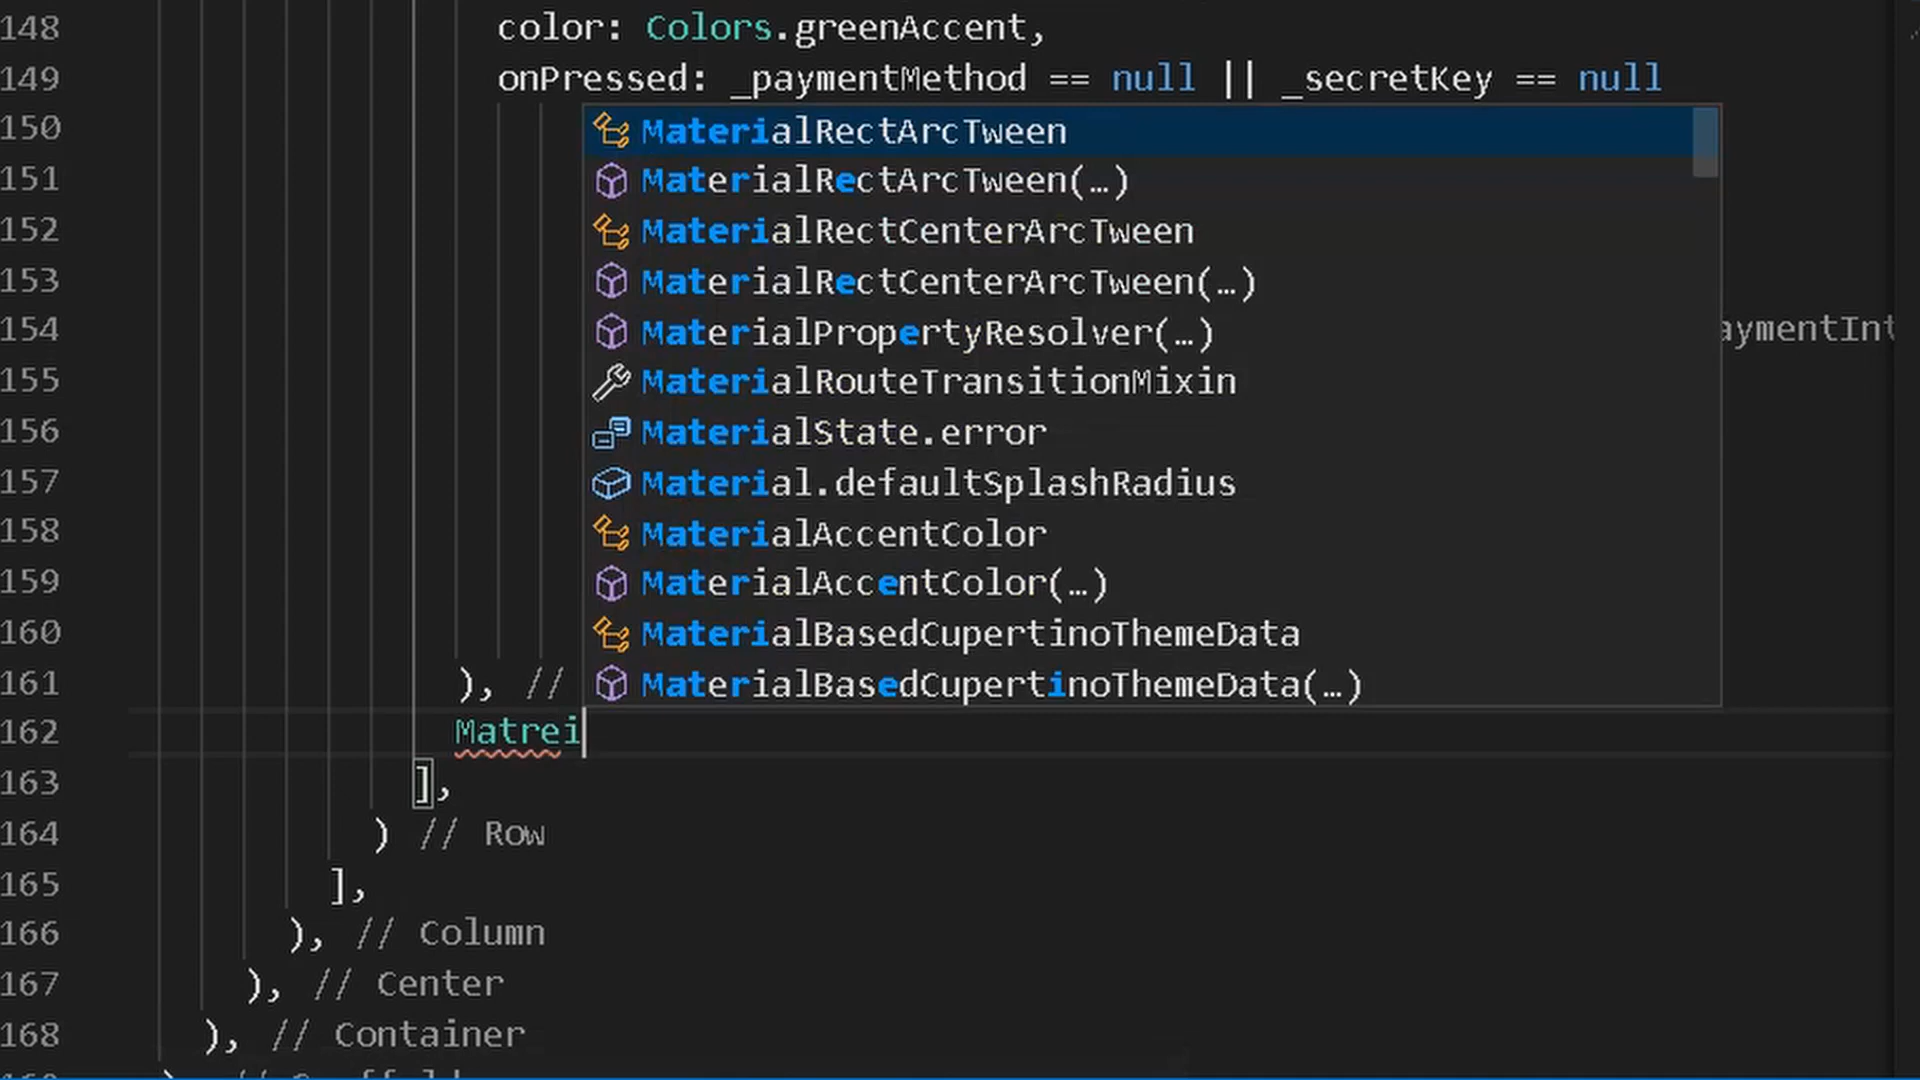 148 color: Colors.greenAccent,
149 onPressed: _paymentMethod == null || _secretKey == null
150 MaterialRectArcTween
151 MaterialRectArcTween(…)
152 MaterialRectCenterArcTween
153 MaterialRectCenterArcTween(…)
154 MaterialPropertyResolver(…) aymentInt
155 MaterialRouteTransitionMixin
156 MaterialState.error
157 Material.defaultSplashRadius
158 MaterialAccentColor
159 MaterialAccentColor(…)
160 MaterialBasedCupertinoThemeData
161 ), // MaterialBasedCupertinoThemeData(…)
162 Matrei
163 ],
164 ) // Row
165 ],
166 ), // Column
167 ), // Center
168 ), // Container